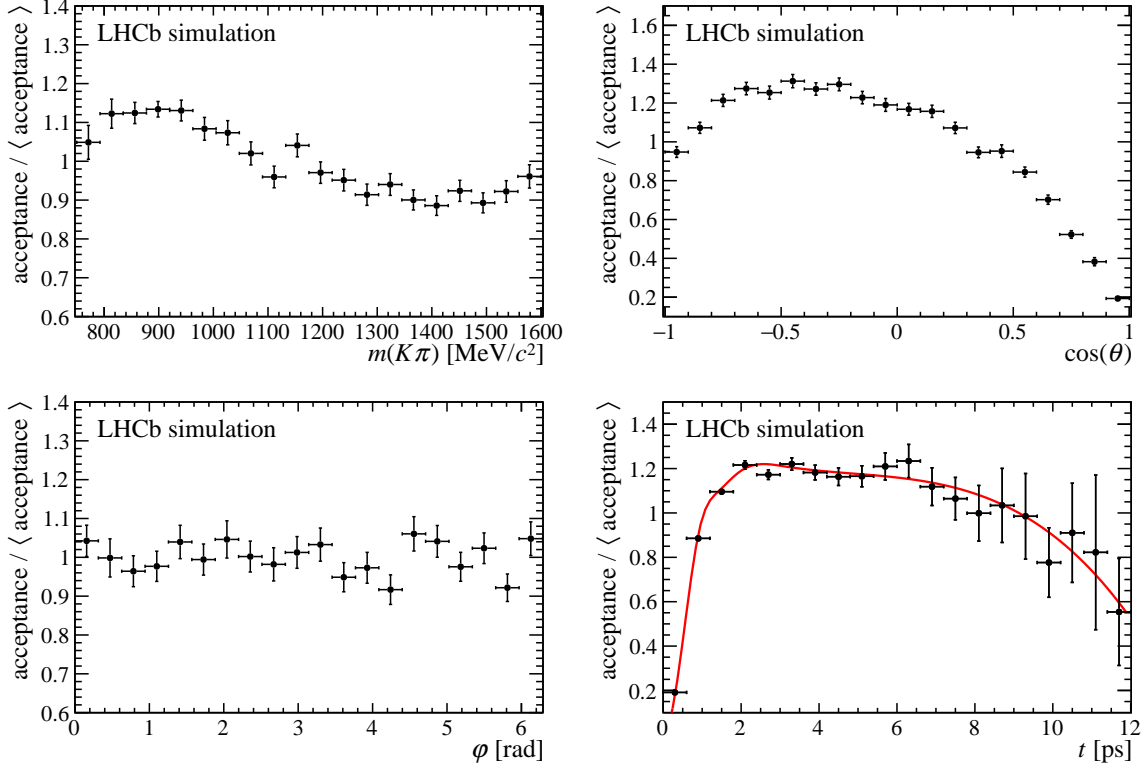 LHCb simulation
acceptance / ⟨ acceptance ⟩
1.4
1.3
1.2
1.1
1
0.9
0.8
0.7
0.6
800 900 1000 1100 1200 1300 1400 1500 1600
m(Kπ) [MeV/c²]
LHCb simulation
acceptance / ⟨ acceptance ⟩
1.6
1.4
1.2
1
0.8
0.6
0.4
0.2
−1 −0.5 0 0.5 1
cos(θ)
LHCb simulation
acceptance / ⟨ acceptance ⟩
1.4
1.3
1.2
1.1
1
0.9
0.8
0.7
0.6
0 1 2 3 4 5 6
φ [rad]
LHCb simulation
acceptance / ⟨ acceptance ⟩
1.4
1.2
1.0
0.8
0.6
0.4
0.2
0 2 4 6 8 10 12
t [ps]